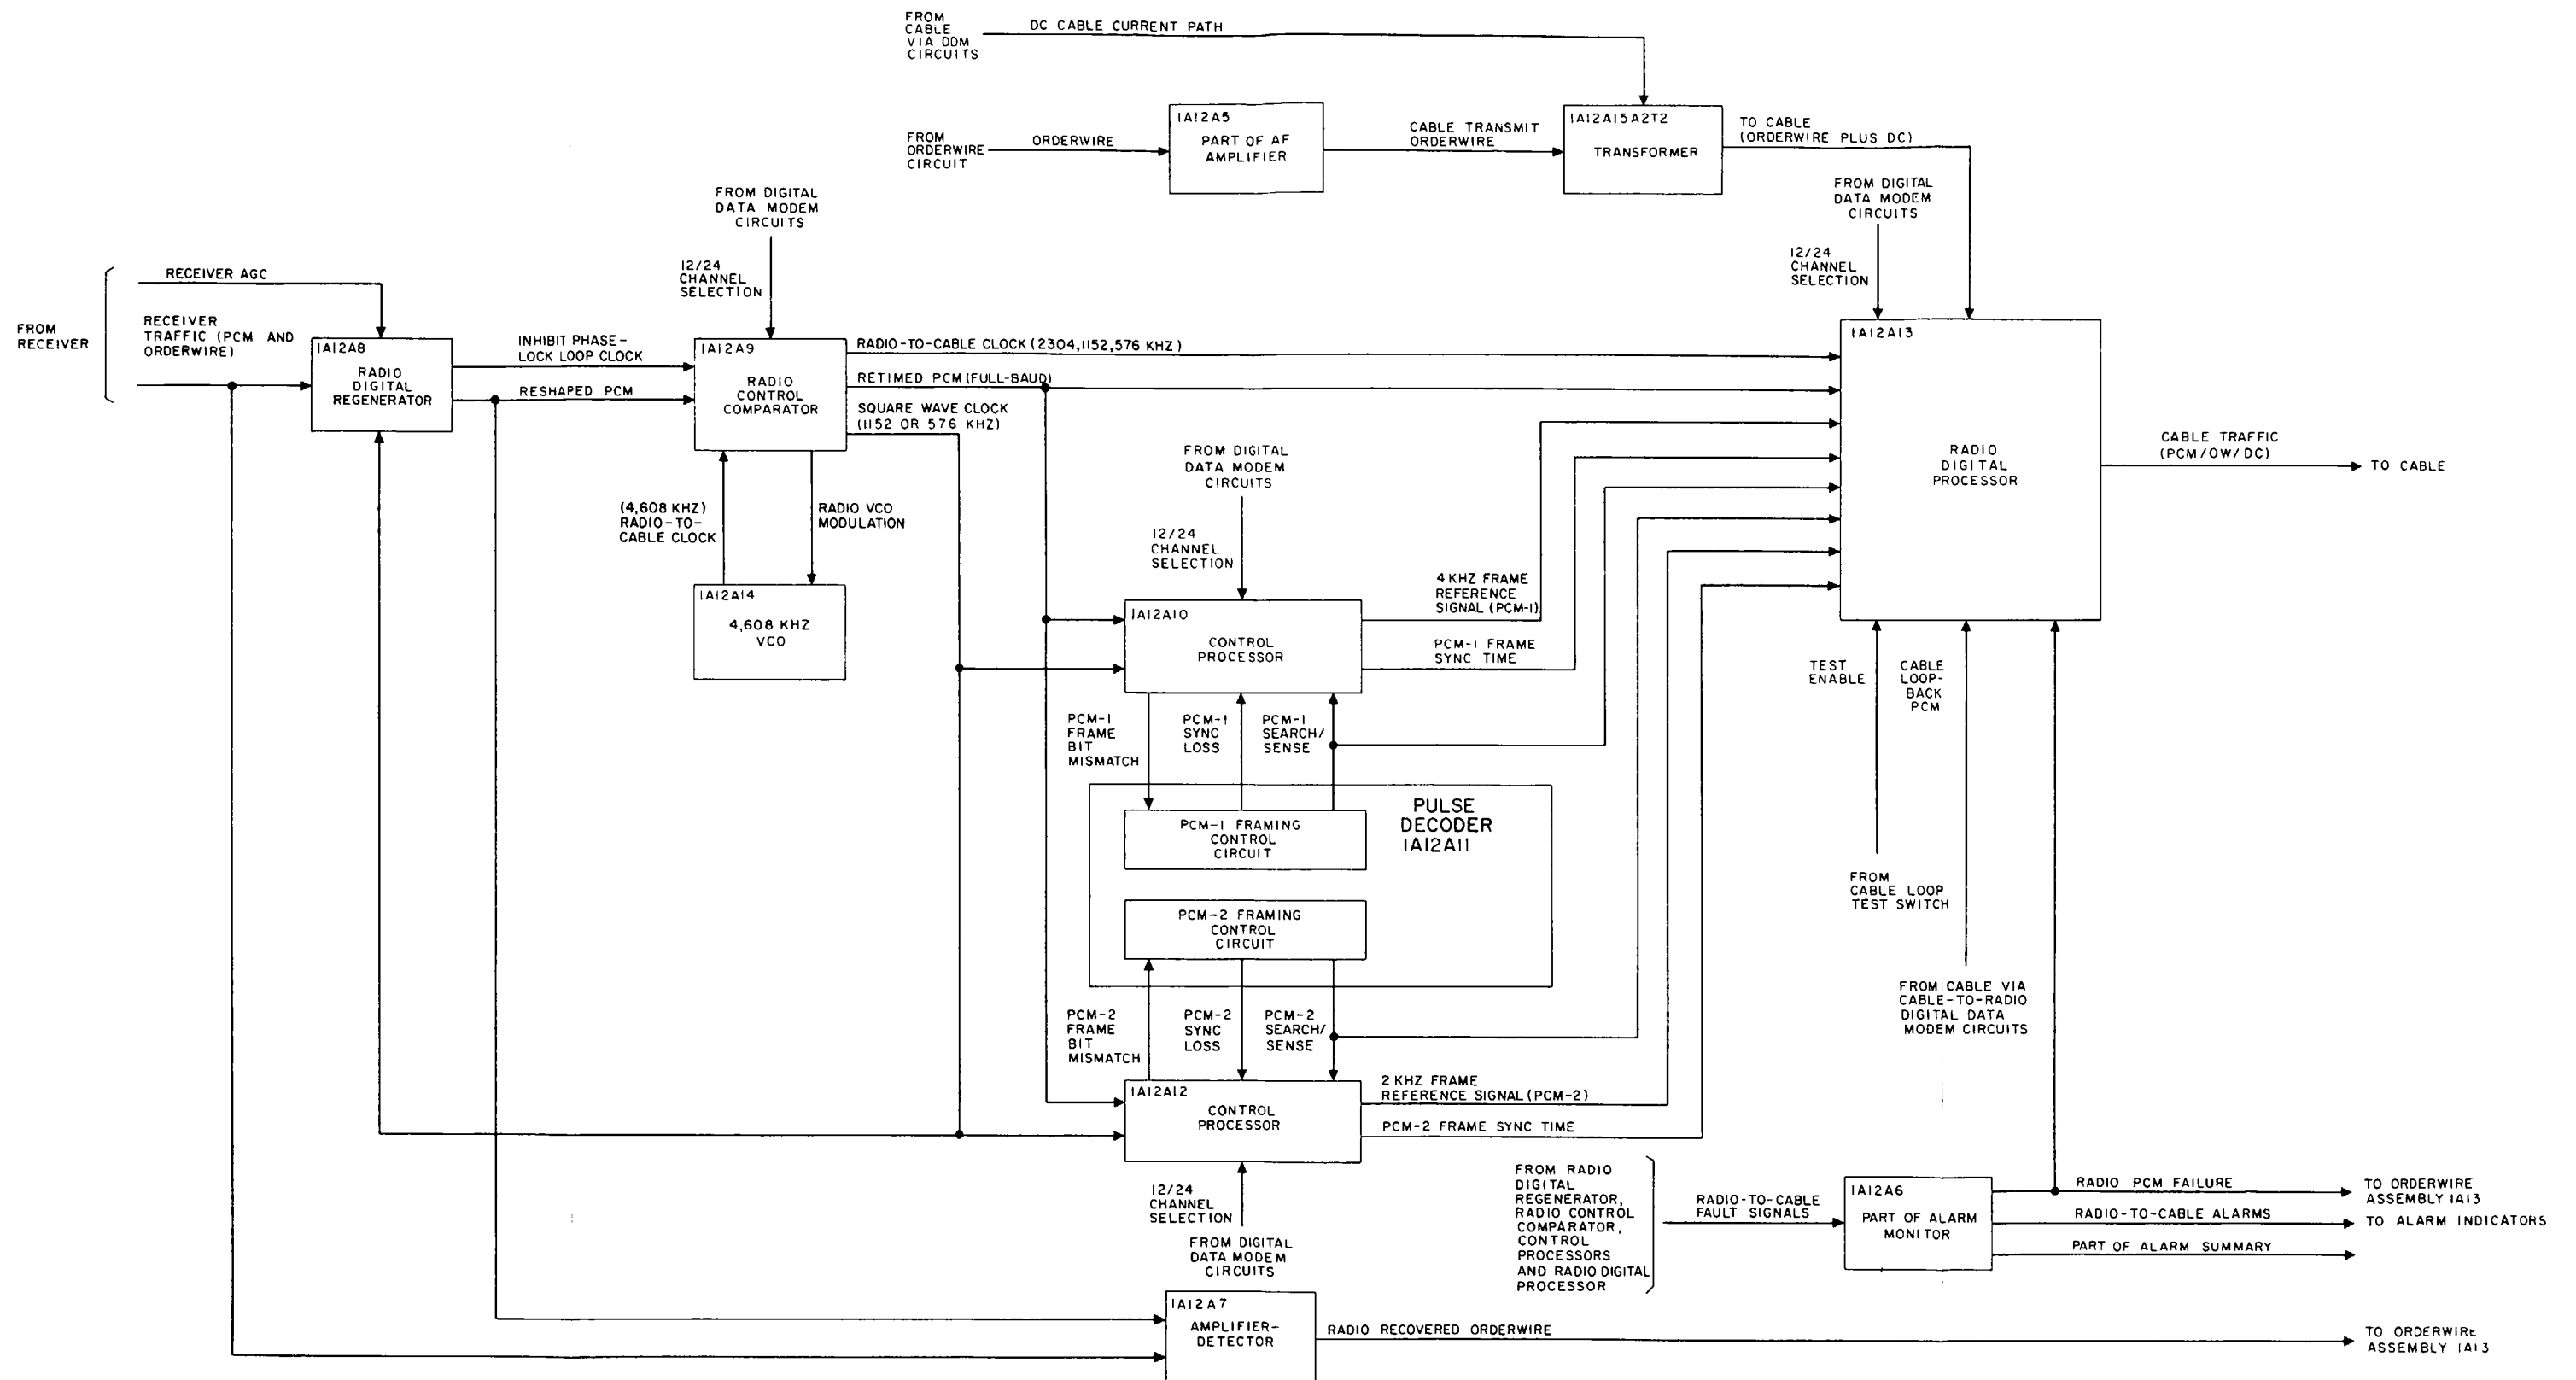 FROM
CABLE
VIA DDM
CIRCUITS
DC CABLE CURRENT PATH
FROM
ORDERWIRE
CIRCUIT
ORDERWIRE
1A12A5
PART OF AF
AMPLIFIER
CABLE TRANSMIT
ORDERWIRE
1A12A15A2T2
TRANSFORMER
TO CABLE
(ORDERWIRE PLUS DC)
FROM DIGITAL
DATA MODEM
CIRCUITS
12/24
CHANNEL
SELECTION
FROM DIGITAL
DATA MODEM
CIRCUITS
12/24
CHANNEL
SELECTION
FROM
RECEIVER
RECEIVER AGC
RECEIVER
TRAFFIC (PCM AND
ORDERWIRE)
1A12A8
RADIO
DIGITAL
REGENERATOR
INHIBIT PHASE-
LOCK LOOP CLOCK
RESHAPED PCM
1A12A9
RADIO
CONTROL
COMPARATOR
RADIO-TO-CABLE CLOCK (2304,1152,576 KHZ)
RETIMED PCM (FULL-BAUD)
SQUARE WAVE CLOCK
(1152 OR 576 KHZ)
1A12A13
RADIO
DIGITAL
PROCESSOR
CABLE TRAFFIC
(PCM/OW/DC)
TO CABLE
(4,608 KHZ)
RADIO-TO-
CABLE CLOCK
RADIO VCO
MODULATION
1A12A14
4,608 KHZ
VCO
FROM DIGITAL
DATA MODEM
CIRCUITS
12/24
CHANNEL
SELECTION
1A12A10
CONTROL
PROCESSOR
4 KHZ FRAME
REFERENCE
SIGNAL (PCM-1)
PCM-1 FRAME
SYNC TIME
TEST
ENABLE
CABLE
LOOP-
BACK
PCM
PCM-1
FRAME
BIT
MISMATCH
PCM-1
SYNC
LOSS
PCM-1
SEARCH/
SENSE
PULSE
DECODER
1A12A11
PCM-1 FRAMING
CONTROL
CIRCUIT
PCM-2 FRAMING
CONTROL
CIRCUIT
FROM
CABLE LOOP
TEST SWITCH
FROM CABLE VIA
CABLE-TO-RADIO
DIGITAL DATA
MODEM CIRCUITS
PCM-2
FRAME
BIT
MISMATCH
PCM-2
SYNC
LOSS
PCM-2
SEARCH/
SENSE
1A12A12
CONTROL
PROCESSOR
2 KHZ FRAME
REFERENCE SIGNAL (PCM-2)
PCM-2 FRAME SYNC TIME
12/24
CHANNEL
SELECTION
FROM DIGITAL
DATA MODEM
CIRCUITS
FROM RADIO
DIGITAL
REGENERATOR,
RADIO CONTROL
COMPARATOR,
CONTROL
PROCESSORS
AND RADIO DIGITAL
PROCESSOR
RADIO-TO-CABLE
FAULT SIGNALS
1A12A6
PART OF ALARM
MONITOR
RADIO PCM FAILURE
TO ORDERWIRE
ASSEMBLY 1A13
RADIO-TO-CABLE ALARMS
TO ALARM INDICATORS
PART OF ALARM SUMMARY
1A12A7
AMPLIFIER-
DETECTOR
RADIO RECOVERED ORDERWIRE
TO ORDERWIRE
ASSEMBLY 1A13